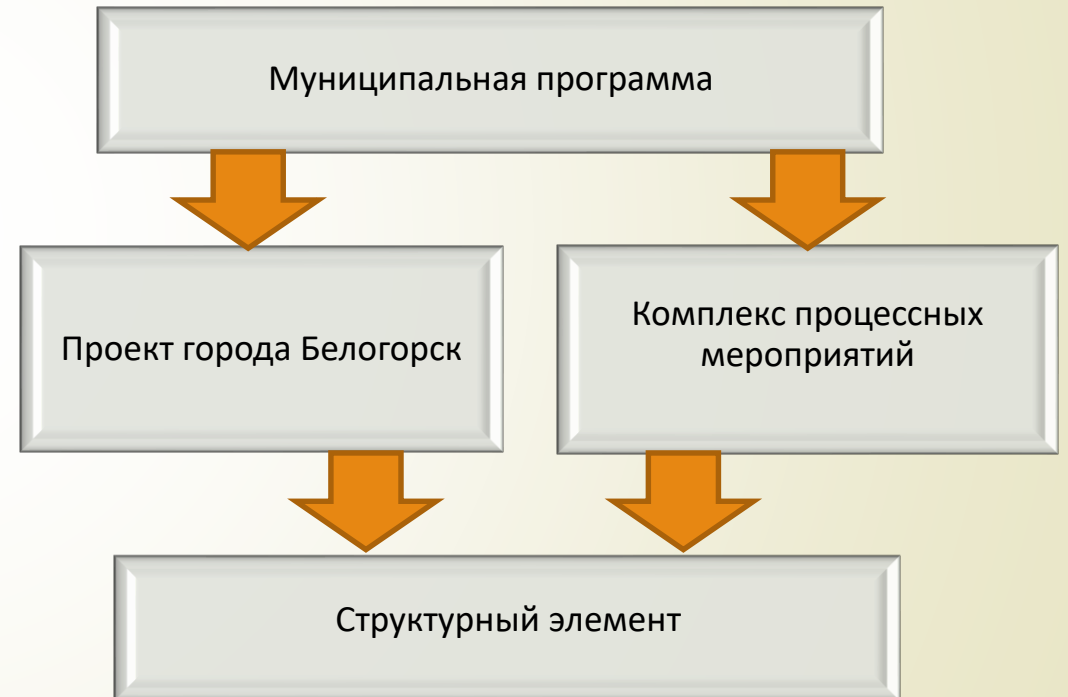 Муниципальная программа
Проект города Белогорск
Комплекс процессных
мероприятий
Структурный элемент